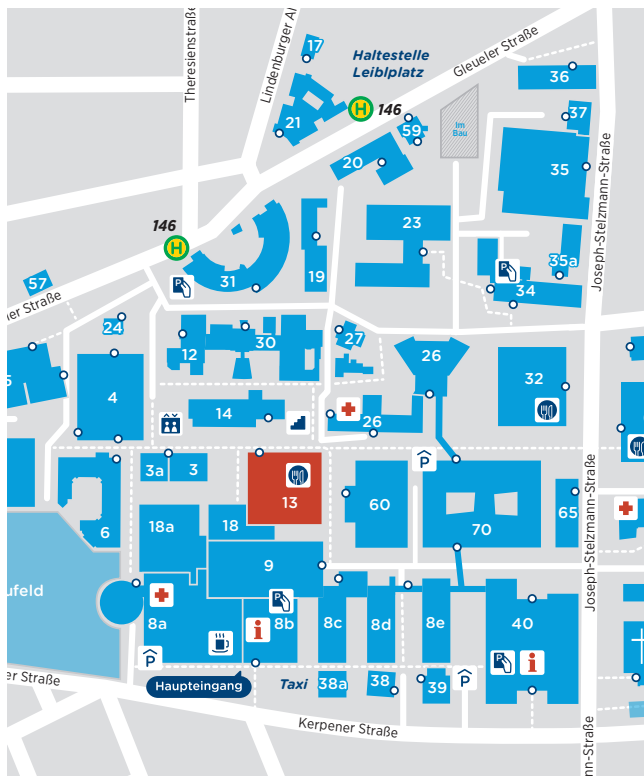 Theresienstraße
Lindenburger Al
17
Haltestelle
Leiblplatz
Gleueler Straße
36
H 146
21
59
Im
Bau
37
20
35
Joseph-Stelzmann-Straße
146
H
23
31
19
P
P
35a
34
57
ner Straße
24
12
30
27
26
32
4
14
26
P
3a
3
13
60
70
65
6
18a
18
9
Joseph-Stelzmann-Straße
ufeld
8a
8b
8c
8d
8e
40
P
i
P
i
P
Haupteingang
Taxi
38a
38
39
P
er Straße
Kerpener Straße
nn-Straße